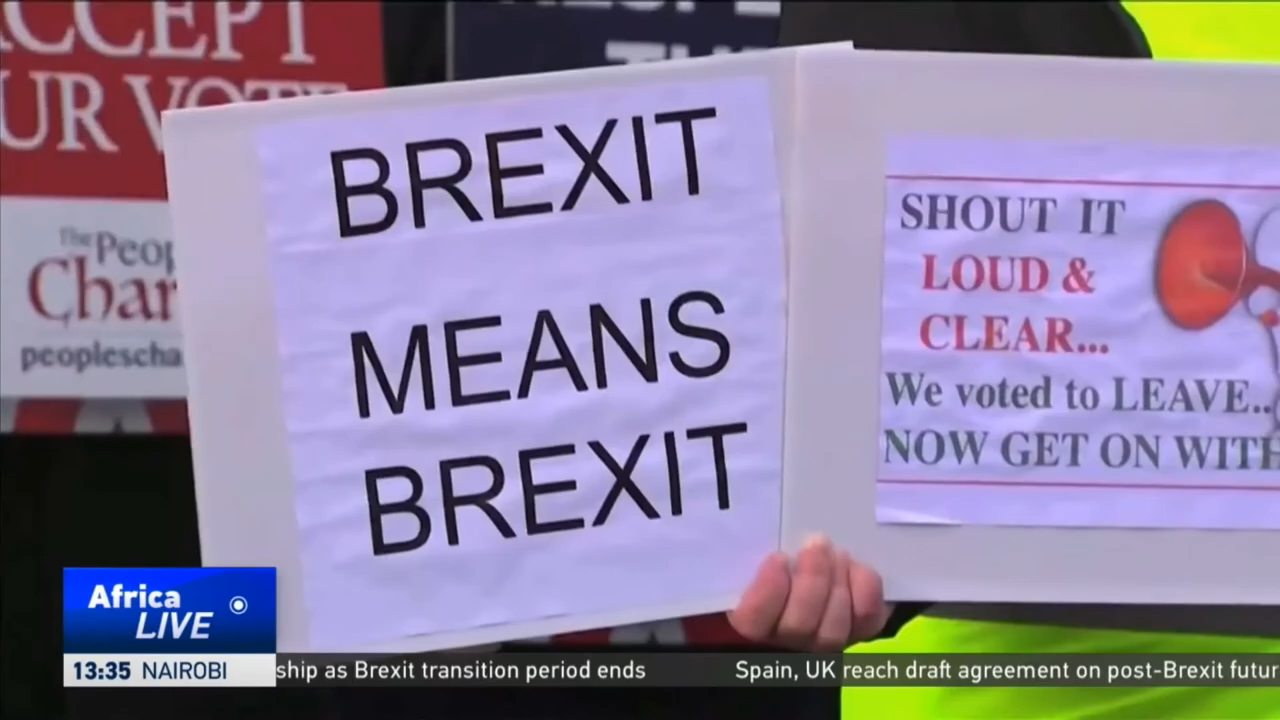 ACCEPT
UR VOTE
The
Char
peoplescha
BREXIT
MEANS
BREXIT
SHOUT IT
LOUD &
CLEAR...
We voted to LEAVE..
NOW GET ON WITH
Africa
LIVE
13:35 NAIROBI
ship as Brexit transition period ends Spain, UK reach draft agreement on post-Brexit futur